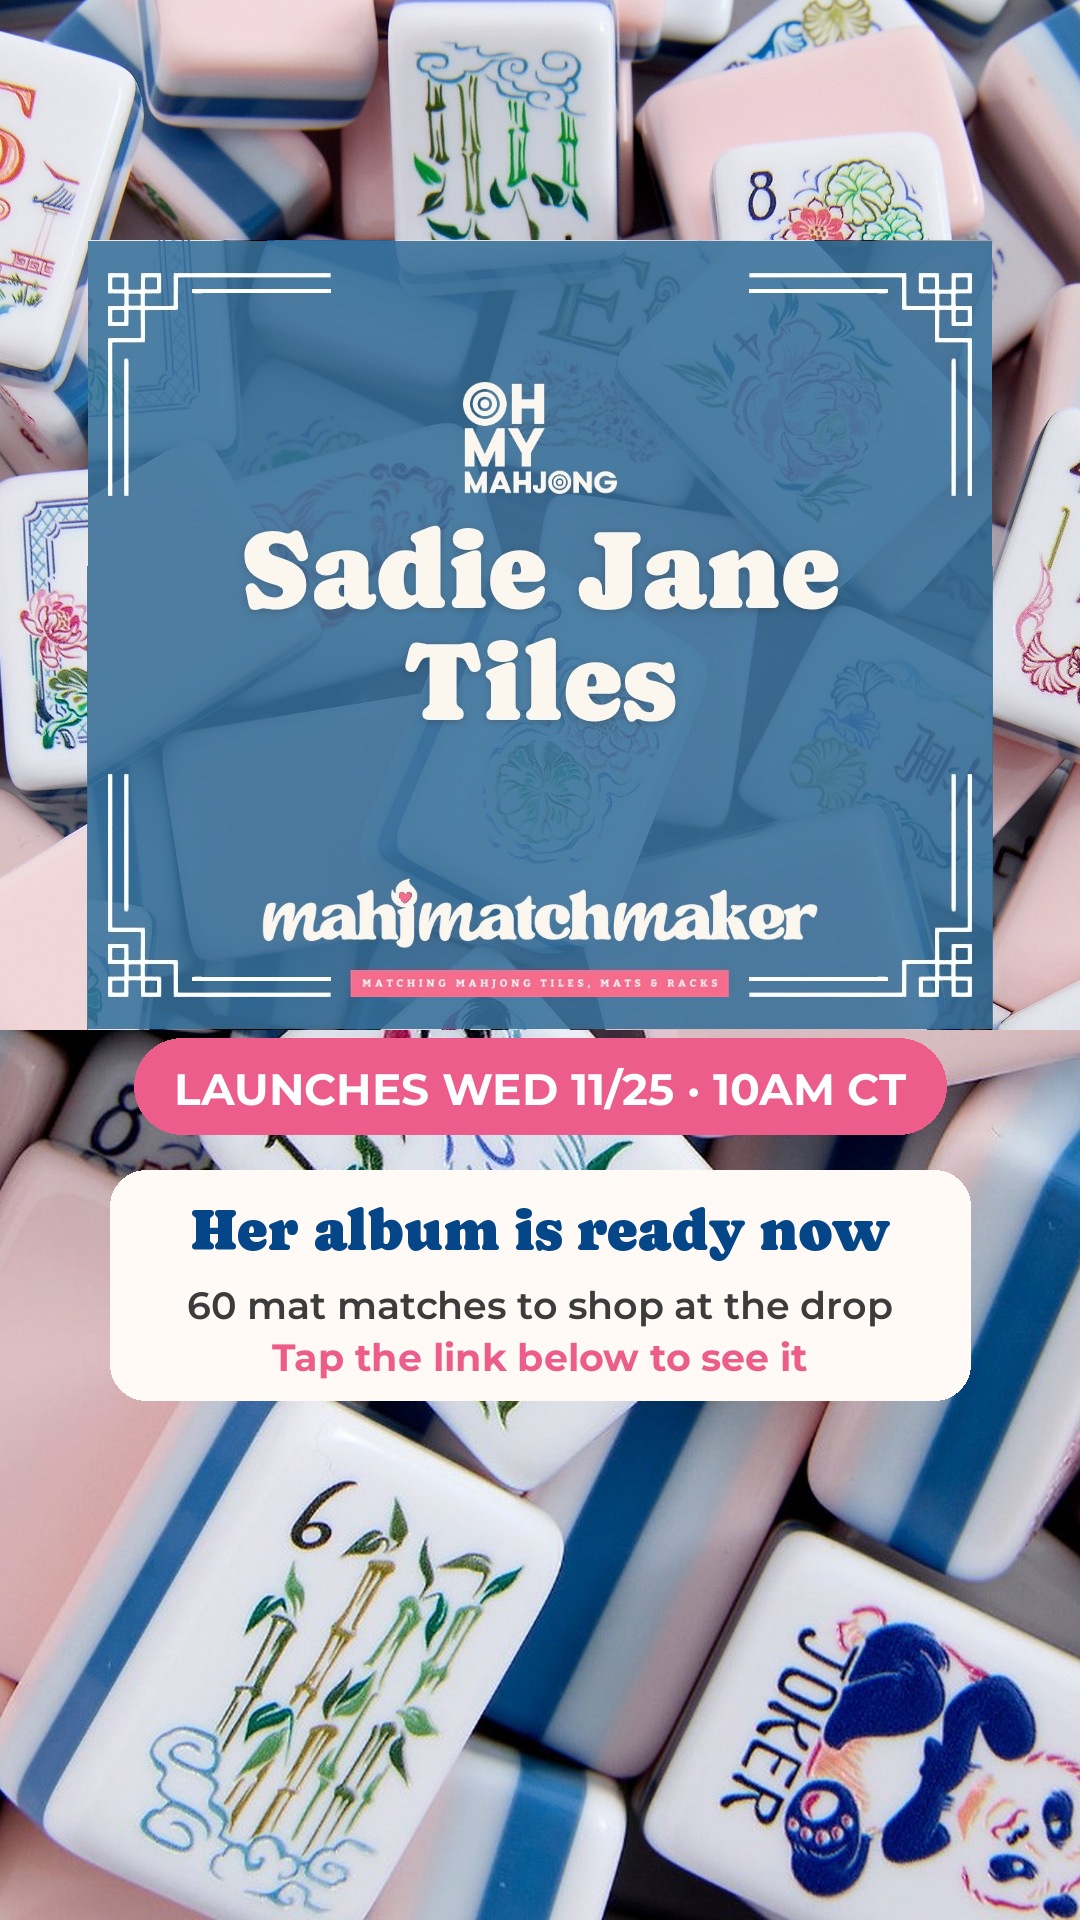 8
E
4
OH
MY
MAHJONG
Sadie Jane
Tiles
mahjmatchmaker
MATCHING MAHJONG TILES, MATS & RACKS
LAUNCHES WED 11/25 · 10AM CT
8
Her album is ready now
60 mat matches to shop at the drop
Tap the link below to see it
6
JOKER